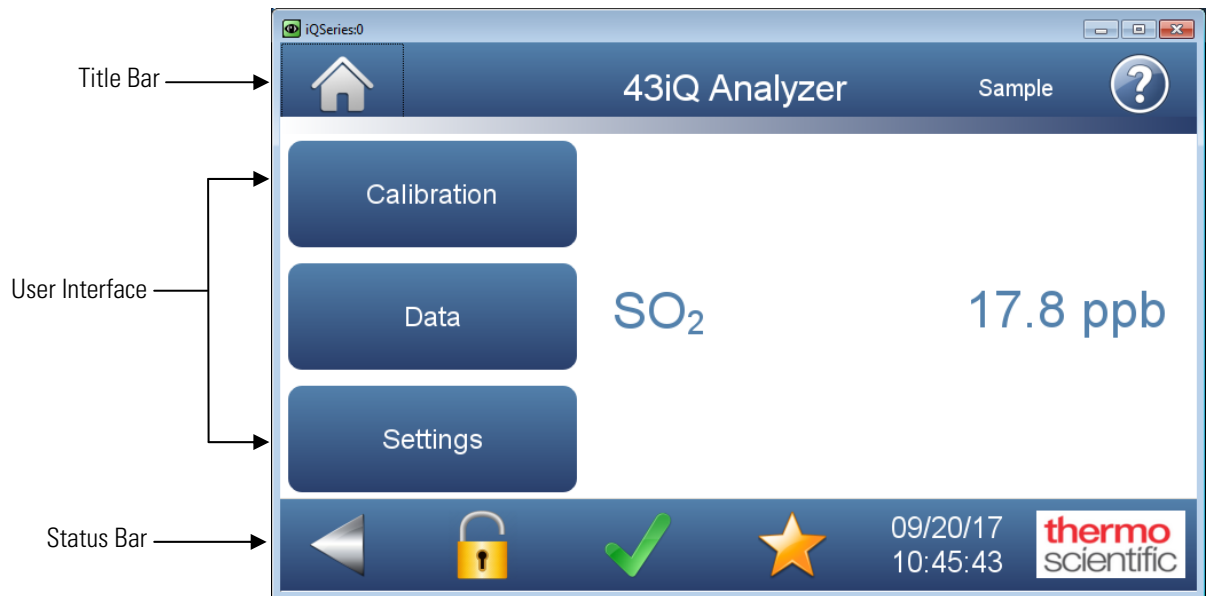 iQSeries:0
Title Bar
43iQ Analyzer
Sample
?
Calibration
User Interface
Data
SO₂
17.8 ppb
Settings
Status Bar
09/20/17
10:45:43
thermo
scientific